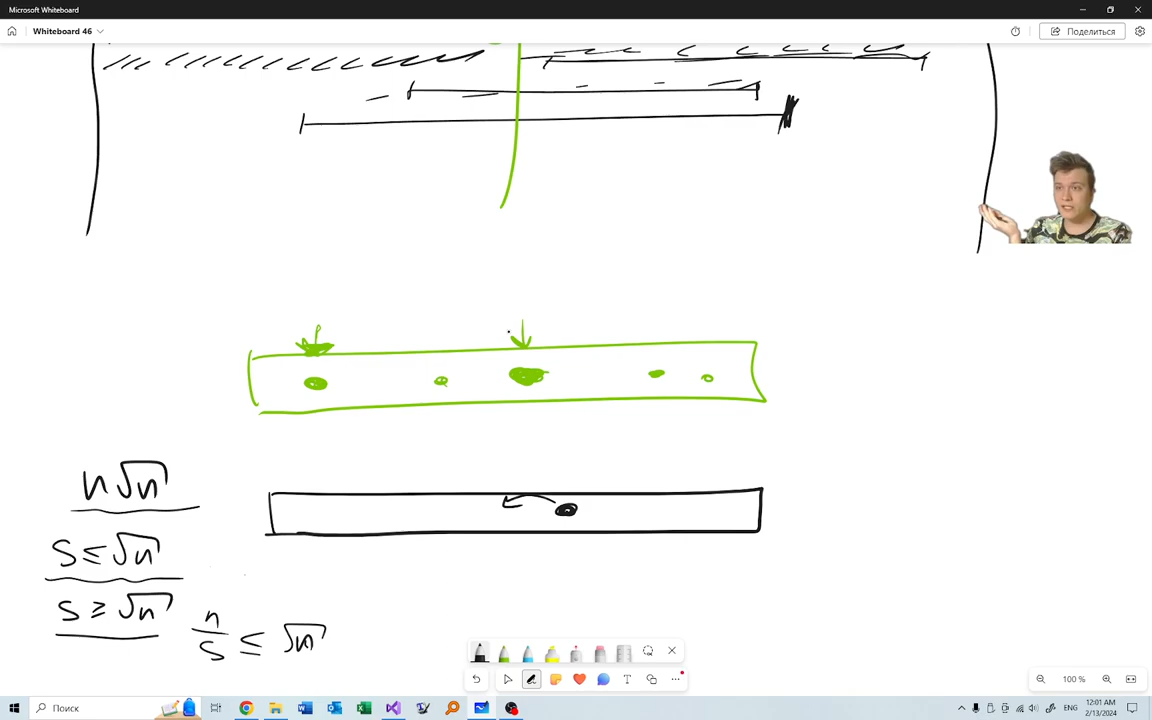 Microsoft Whiteboard
Whiteboard 46
Поделиться
n√n
S ≤ √n
S ≥ √n
n/S ≤ √n
100 %
Поиск
ENG
12:01 AM
2/13/2024